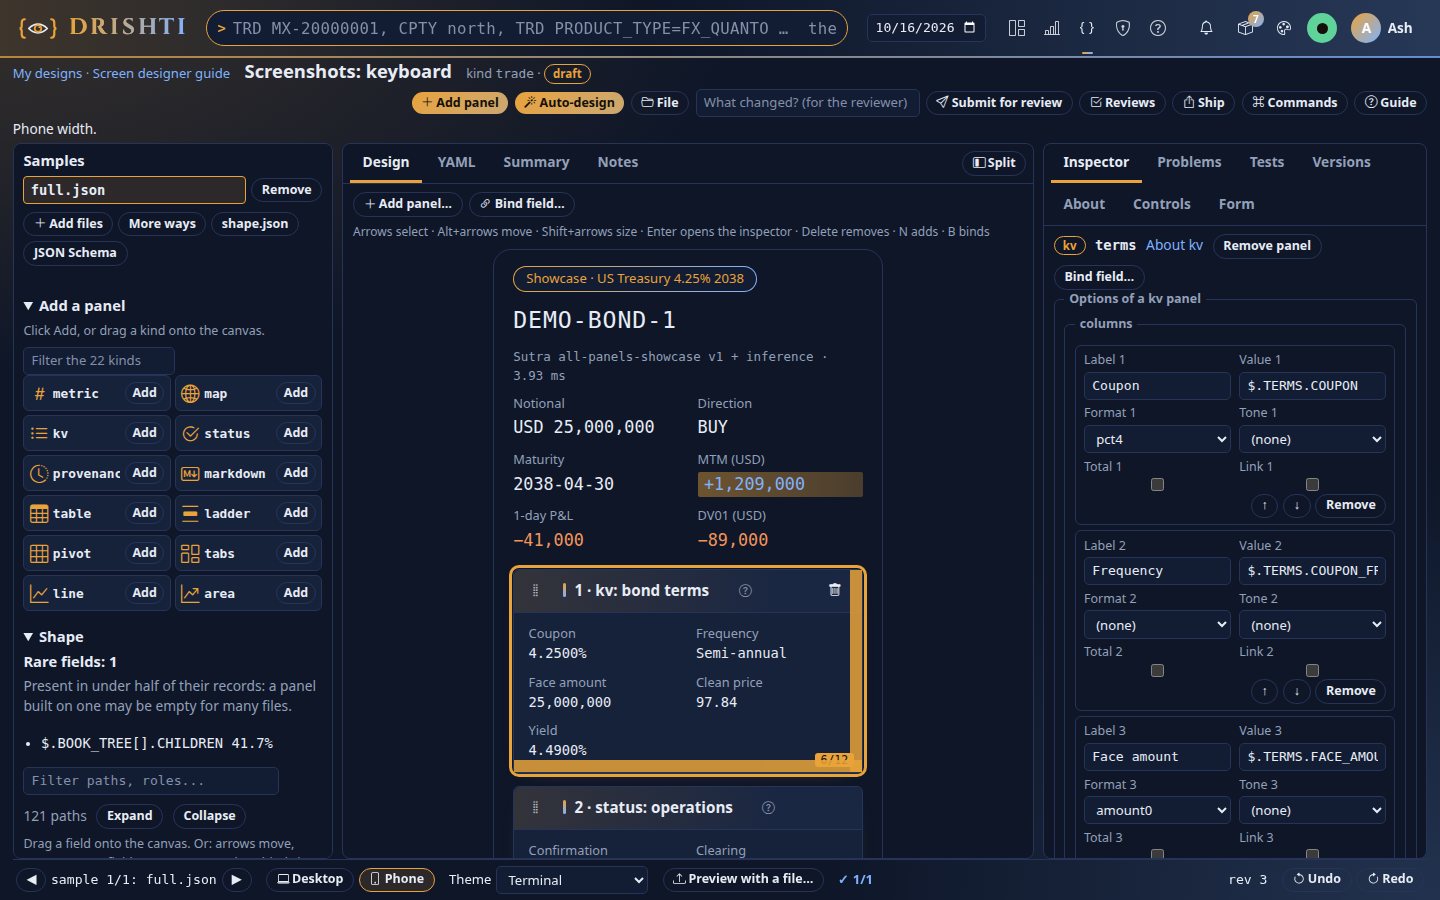 DRISHTI
> TRD MX-20000001, CPTY north, TRD PRODUCT_TYPE=FX_QUANTO … the
10/16/2026
7
A Ash
My designs · Screen designer guide Screenshots: keyboard kind trade · draft
Add panel Auto-design File What changed? (for the reviewer) Submit for review Reviews Ship Commands Guide
Phone width.
Samples
full.json Remove
Add files More ways shape.json
JSON Schema
Add a panel
Click Add, or drag a kind onto the canvas.
Filter the 22 kinds
metric Add map Add
kv Add status Add
provenanc Add markdown Add
table Add ladder Add
pivot Add tabs Add
line Add area Add
Shape
Rare fields: 1
Present in under half of their records: a panel
built on one may be empty for many files.
• $.BOOK_TREE[].CHILDREN 41.7%
Filter paths, roles...
121 paths Expand Collapse
Drag a field onto the canvas. Or: arrows move,
Design YAML Summary Notes Split
Add panel... Bind field...
Arrows select · Alt+arrows move · Shift+arrows size · Enter opens the inspector · Delete removes · N adds · B binds
Showcase · US Treasury 4.25% 2038
DEMO-BOND-1
Sutra all-panels-showcase v1 + inference ·
3.93 ms
Notional Direction
USD 25,000,000 BUY
Maturity MTM (USD)
2038-04-30 +1,209,000
1-day P&L DV01 (USD)
−41,000 −89,000
1 · kv: bond terms ?
Coupon Frequency
4.2500% Semi-annual
Face amount Clean price
25,000,000 97.84
Yield
4.4900%
6/12
2 · status: operations ?
Confirmation Clearing
Inspector Problems Tests Versions
About Controls Form
kv terms About kv Remove panel
Bind field...
Options of a kv panel
columns
Label 1 Value 1
Coupon $.TERMS.COUPON
Format 1 Tone 1
pct4 (none)
Total 1 Link 1
↑ ↓ Remove
Label 2 Value 2
Frequency $.TERMS.COUPON_FR
Format 2 Tone 2
(none) (none)
Total 2 Link 2
↑ ↓ Remove
Label 3 Value 3
Face amount $.TERMS.FACE_AMOU
Format 3 Tone 3
amount0 (none)
Total 3 Link 3
◀ sample 1/1: full.json ▶ Desktop Phone Theme Terminal Preview with a file... ✓ 1/1 rev 3 Undo Redo